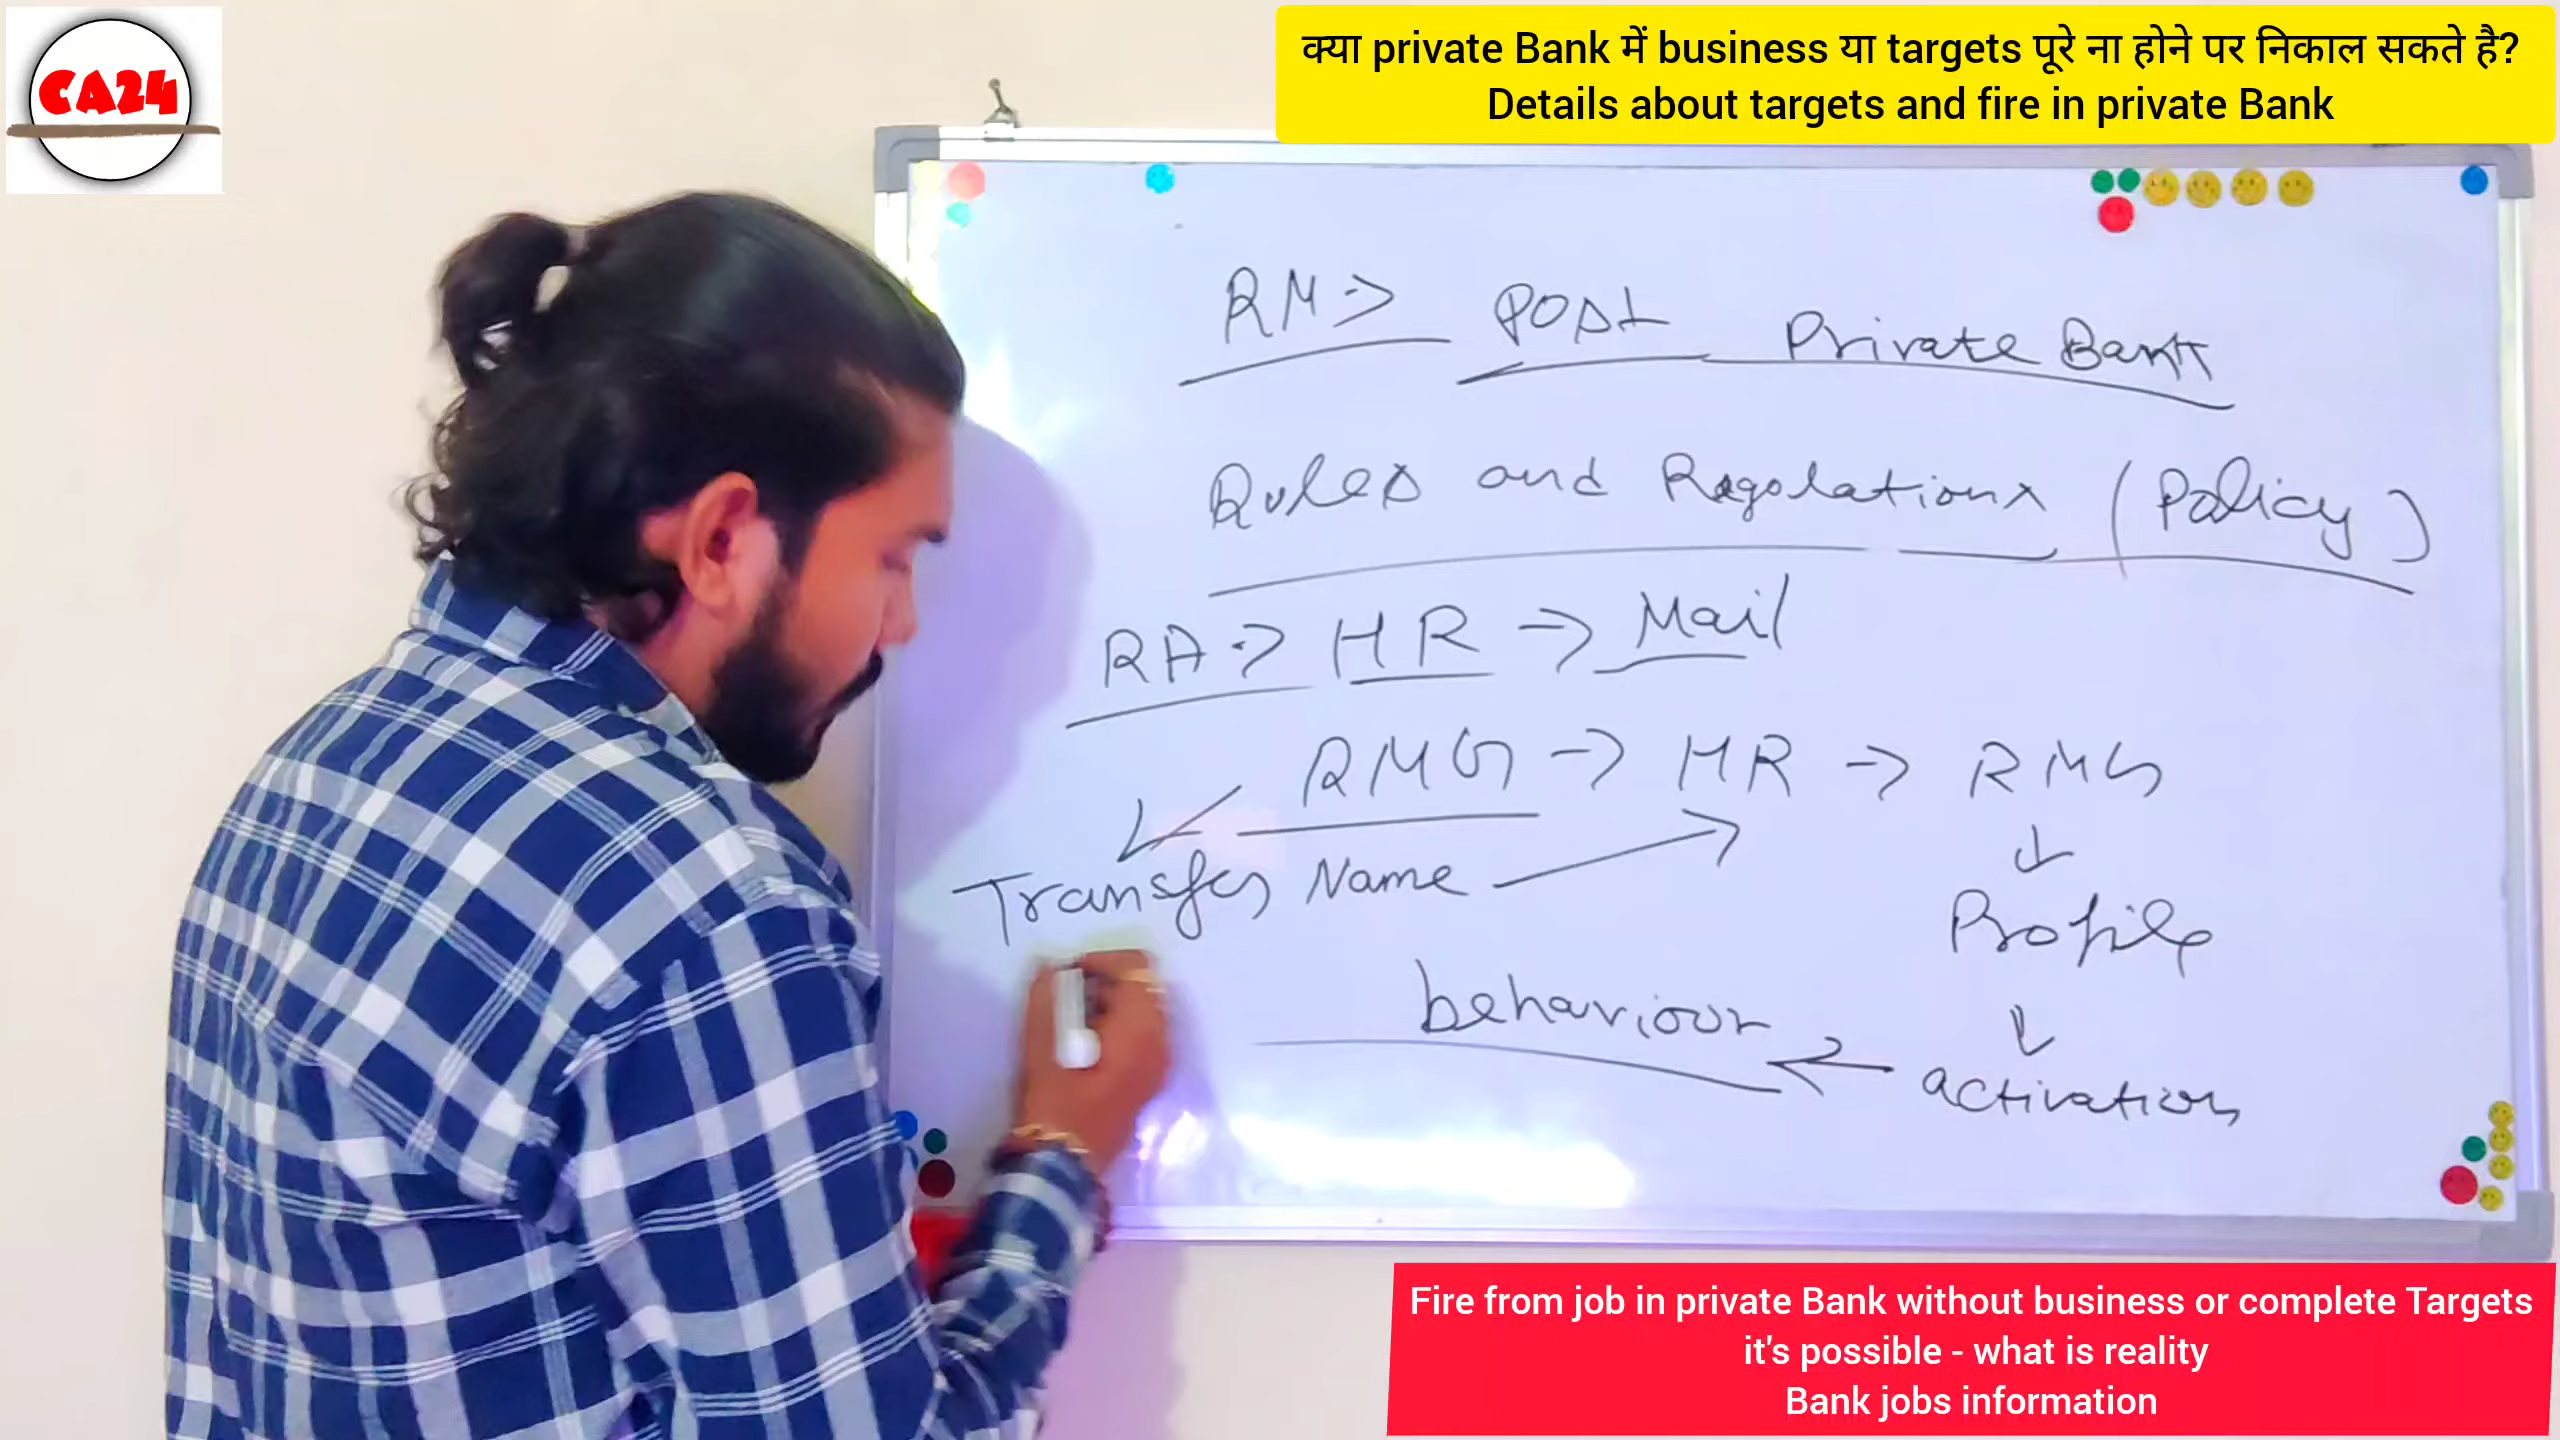 CA24
क्या private Bank में business या targets पूरे ना होने पर निकाल सकते है?
Details about targets and fire in private Bank
RM -> POST Private Bank
Rules and Regolations (Policy)
RA -> HR -> Mail
RMG -> HR -> RMG
Transfer Name
Profile
behaviour
activation
Fire from job in private Bank without business or complete Targets
it's possible - what is reality
Bank jobs information